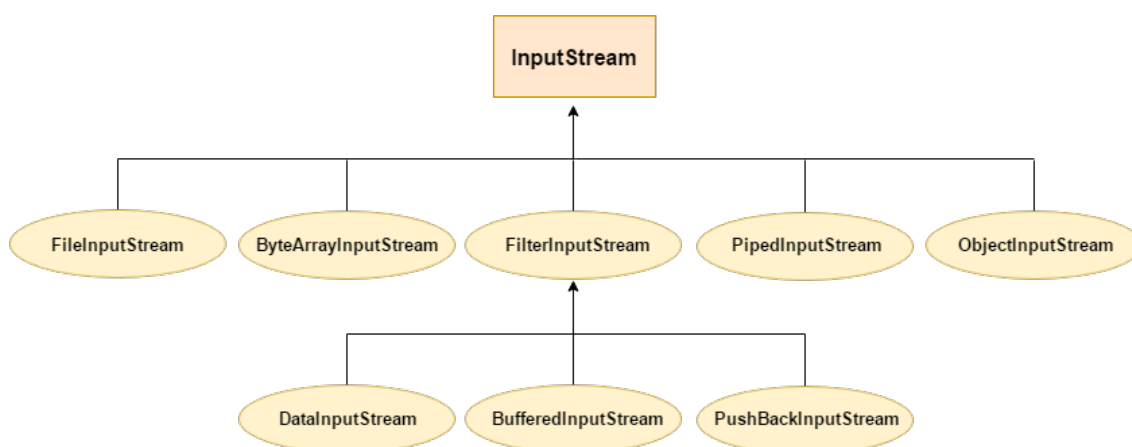 InputStream
FileInputStream
ByteArrayInputStream
FilterInputStream
PipedInputStream
ObjectInputStream
DataInputStream
BufferedInputStream
PushBackInputStream